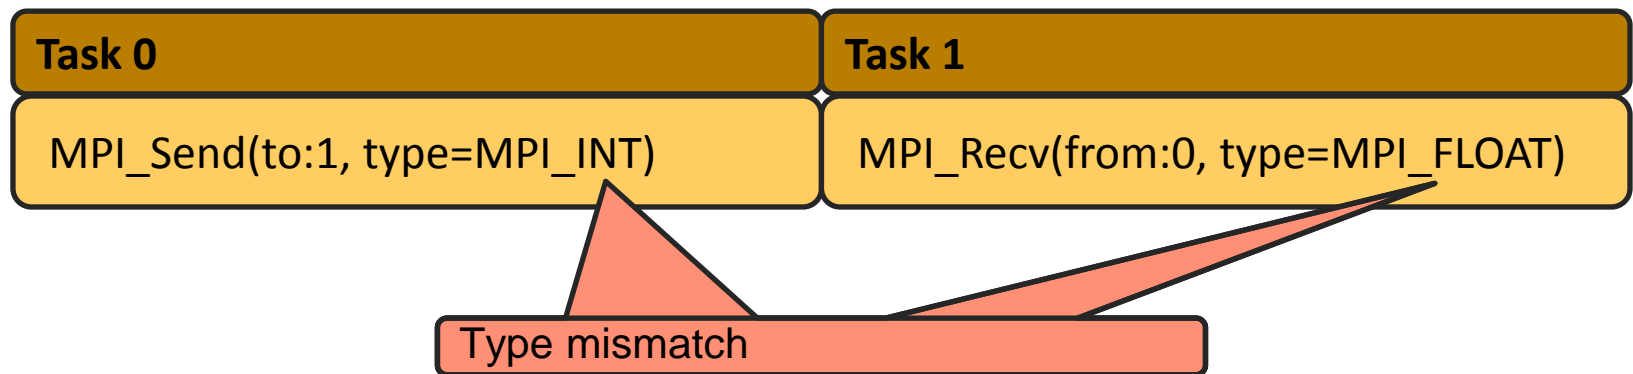 Task 0
Task 1
MPI_Send(to:1, type=MPI_INT)
MPI_Recv(from:0, type=MPI_FLOAT)
Type mismatch